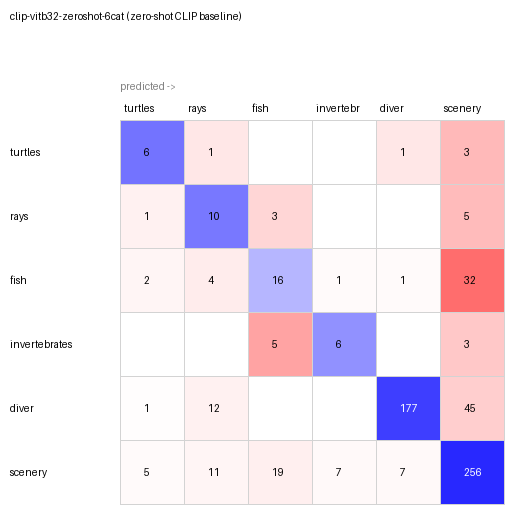 clip-vitb32-zeroshot-6cat (zero-shot CLIP baseline)
predicted ->
turtles rays fish invertebr diver scenery
turtles 6 1 1 3
rays 1 10 3 5
fish 2 4 16 1 1 32
invertebrates 5 6 3
diver 1 12 177 45
scenery 5 11 19 7 7 256